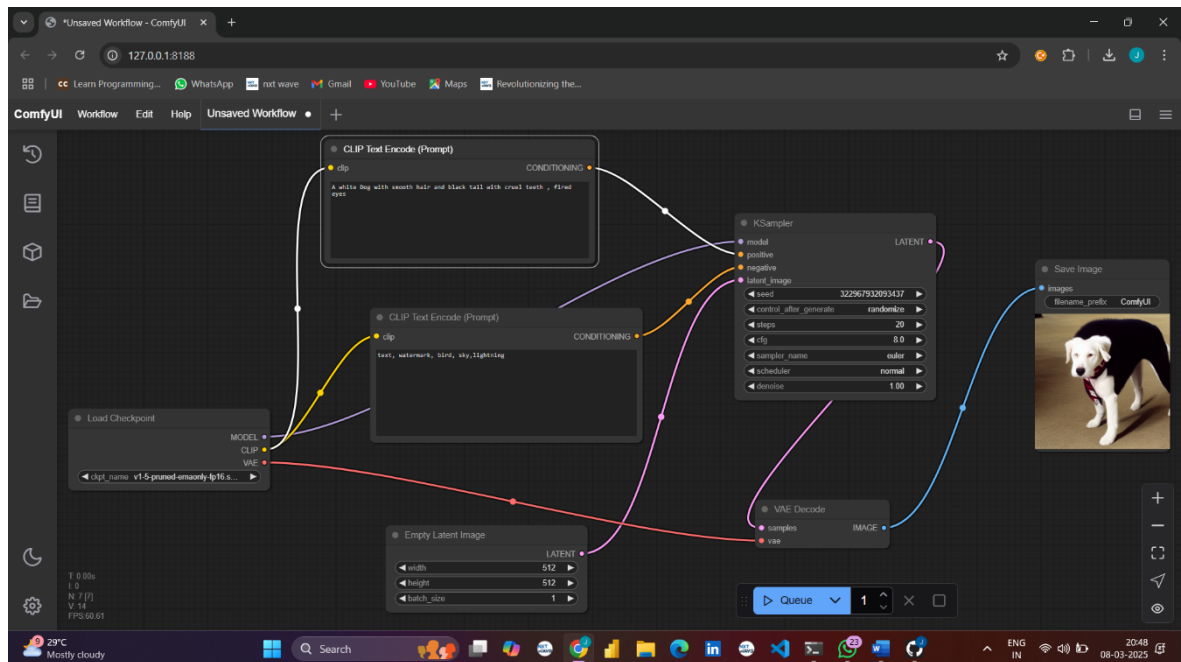 *Unsaved Workflow - ComfyUI
127.0.0.1:8188
CC Learn Programming... WhatsApp nxt wave Gmail YouTube Maps Revolutionizing the...
ComfyUI Workflow Edit Help Unsaved Workflow
CLIP Text Encode (Prompt)
clip CONDITIONING
A white Dog with smooth hair and black tail with cruel teeth , fired
eyes
KSampler
model LATENT
positive
negative
latent_image
seed 322967932093437
control_after_generate randomize
steps 20
cfg 8.0
sampler_name euler
scheduler normal
denoise 1.00
Save Image
images
filename_prefix ComfyUI
CLIP Text Encode (Prompt)
clip CONDITIONING
text, watermark, bird, sky,lightning
Load Checkpoint
MODEL
CLIP
VAE
ckpt_name v1-5-pruned-emaonly-fp16.s...
VAE Decode
samples IMAGE
vae
Empty Latent Image
LATENT
width 512
height 512
batch_size 1
T: 0.00s
I: 0
N: 7 [7]
V: 14
FPS:60.61
Queue 1
9 29°C
Mostly cloudy
Search
23
ENG
IN
20:48
08-03-2025